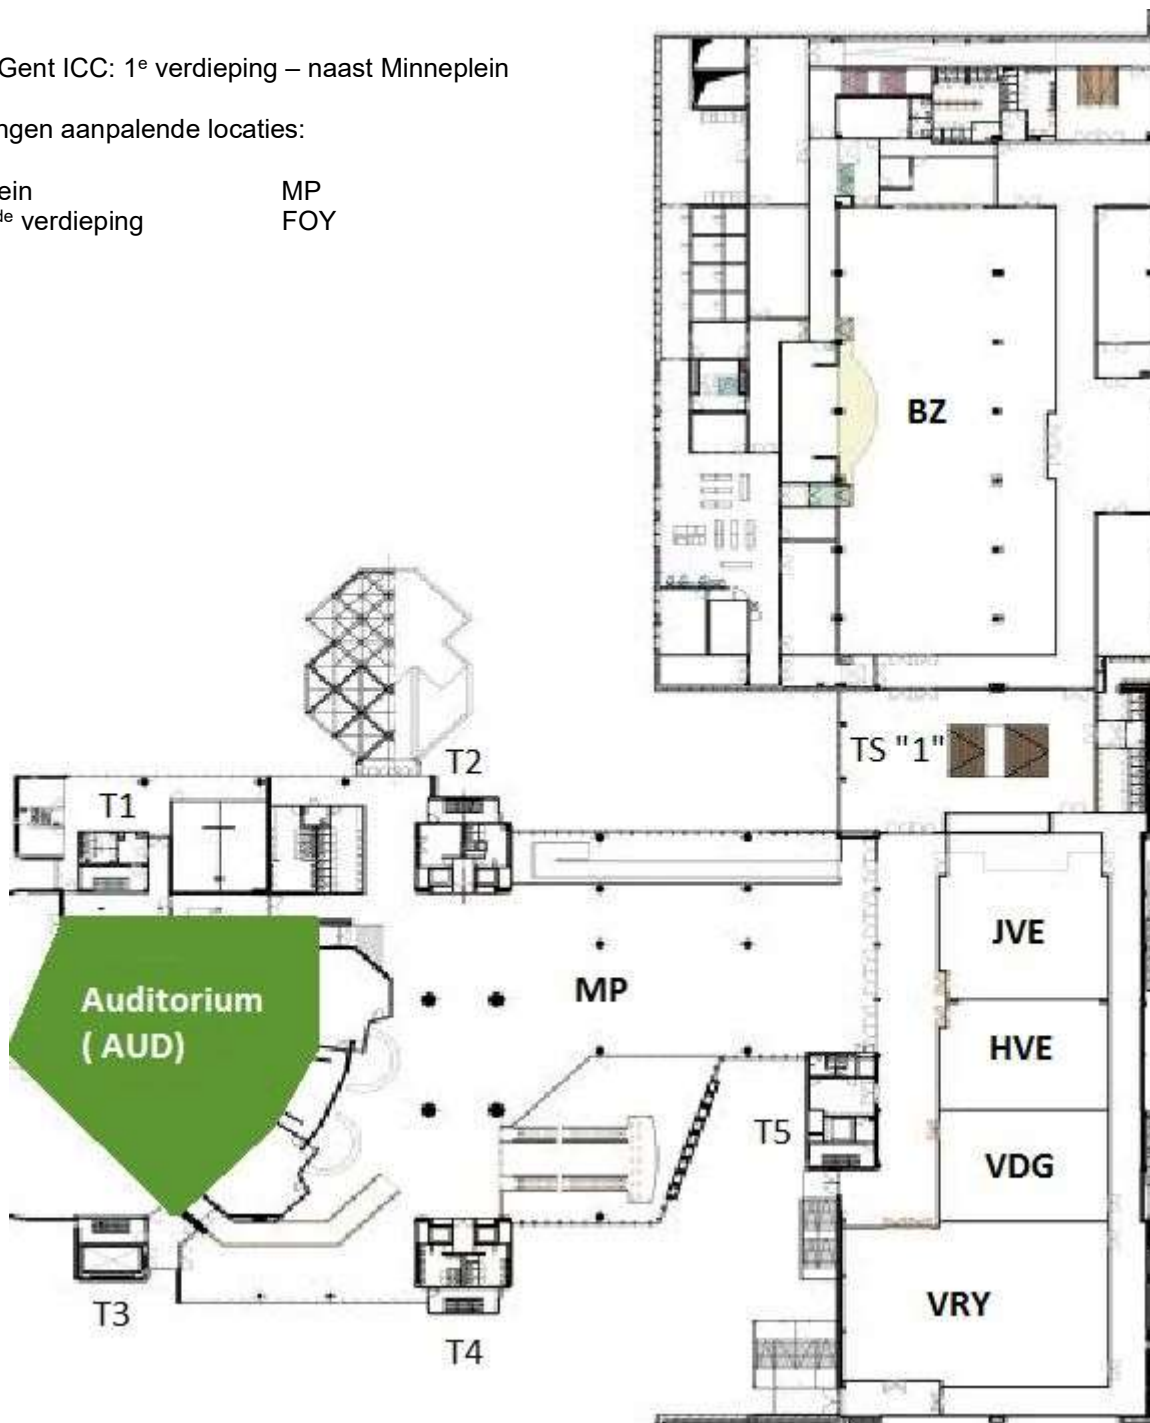 Gent ICC: 1e verdieping – naast Minneplein
ngen aanpalende locaties:
ein MP
de verdieping FOY
BZ
TS "1"
T2
T1
JVE
Auditorium
( AUD)
MP
HVE
T5
VDG
VRY
T3
T4